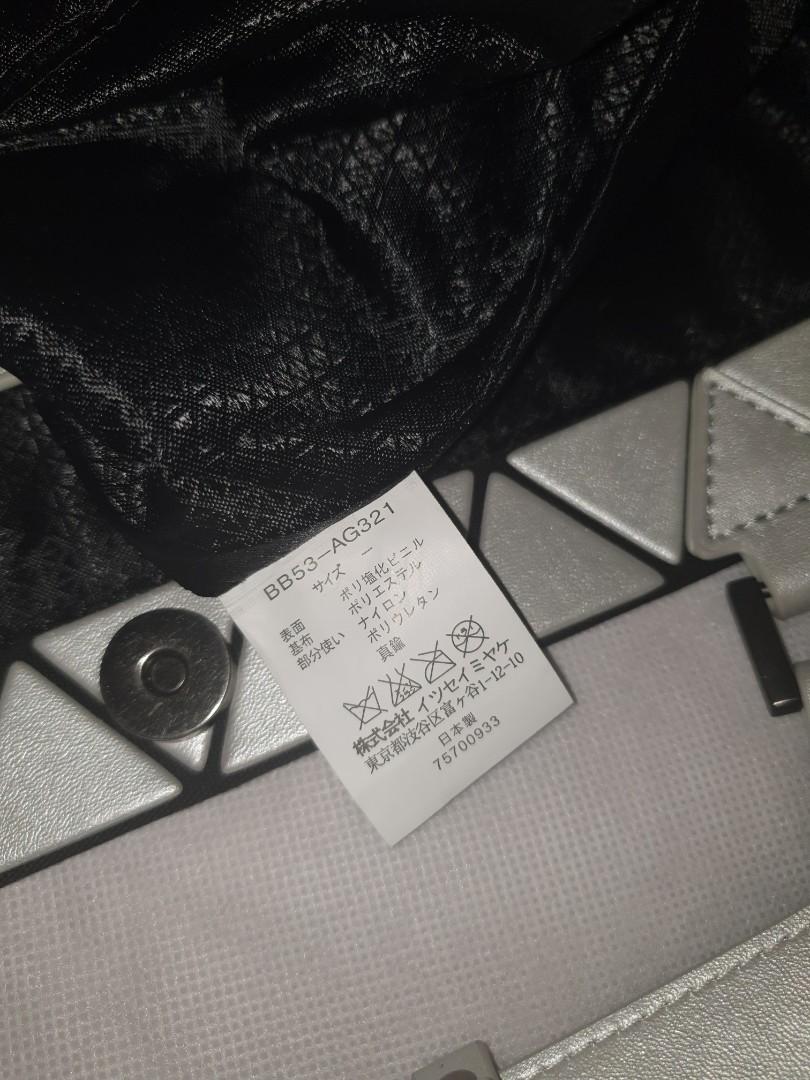 BB53-AG321
サイズ ー
表面 ポリ塩化ビニル
基布 ポリエステル
部分使い ナイロン
ポリウレタン
真鍮
株式会社 イッセイミヤケ
東京都渋谷区富ヶ谷1-12-10
日本製
75700933